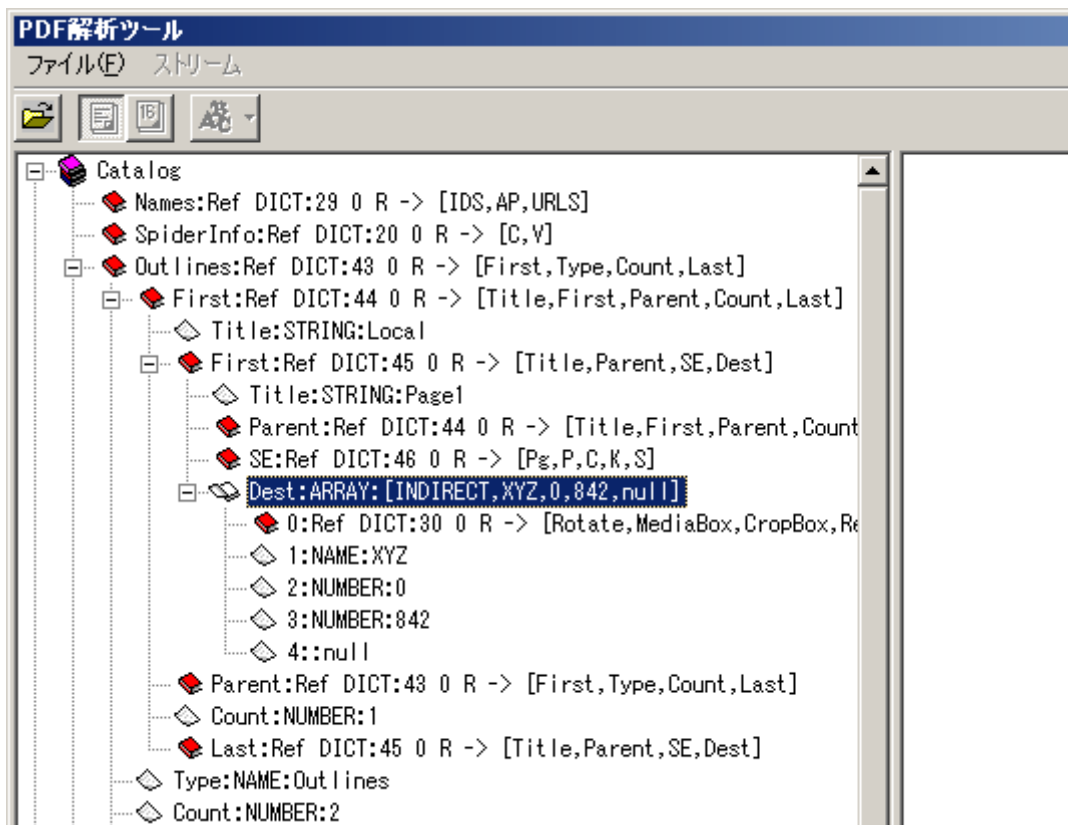 PDF解析ツール
ファイル(F) ストリーム
Catalog
Names:Ref DICT:29 0 R -> [IDS,AP,URLS]
SpiderInfo:Ref DICT:20 0 R -> [C,V]
Outlines:Ref DICT:43 0 R -> [First,Type,Count,Last]
First:Ref DICT:44 0 R -> [Title,First,Parent,Count,Last]
Title:STRING:Local
First:Ref DICT:45 0 R -> [Title,Parent,SE,Dest]
Title:STRING:Page1
Parent:Ref DICT:44 0 R -> [Title,First,Parent,Count
SE:Ref DICT:46 0 R -> [Pg,P,C,K,S]
Dest:ARRAY:[INDIRECT,XYZ,0,842,null]
0:Ref DICT:30 0 R -> [Rotate,MediaBox,CropBox,Re
1:NAME:XYZ
2:NUMBER:0
3:NUMBER:842
4::null
Parent:Ref DICT:43 0 R -> [First,Type,Count,Last]
Count:NUMBER:1
Last:Ref DICT:45 0 R -> [Title,Parent,SE,Dest]
Type:NAME:Outlines
Count:NUMBER:2